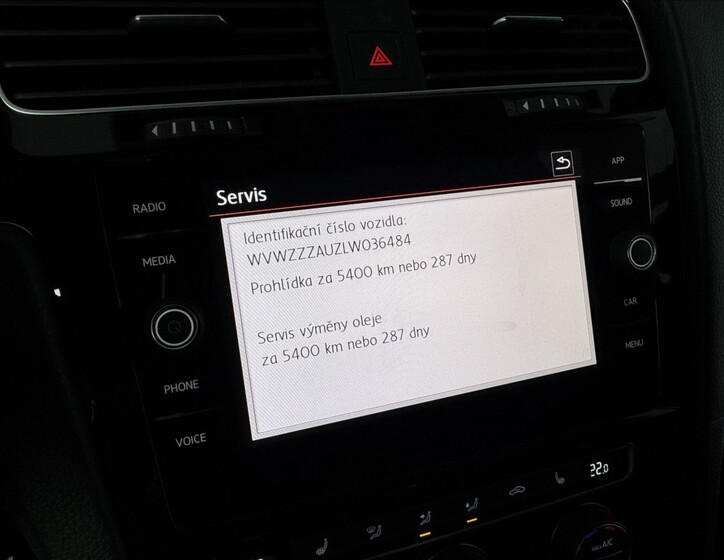 APP
Servis
RADIO
SOUND
Identifikační číslo vozidla:
WVWZZZAUZLW036484
MEDIA
Prohlídka za 5400 km nebo 287 dny
CAR
Servis výměny oleje
za 5400 km nebo 287 dny
MENU
PHONE
VOICE
22.0
A/C